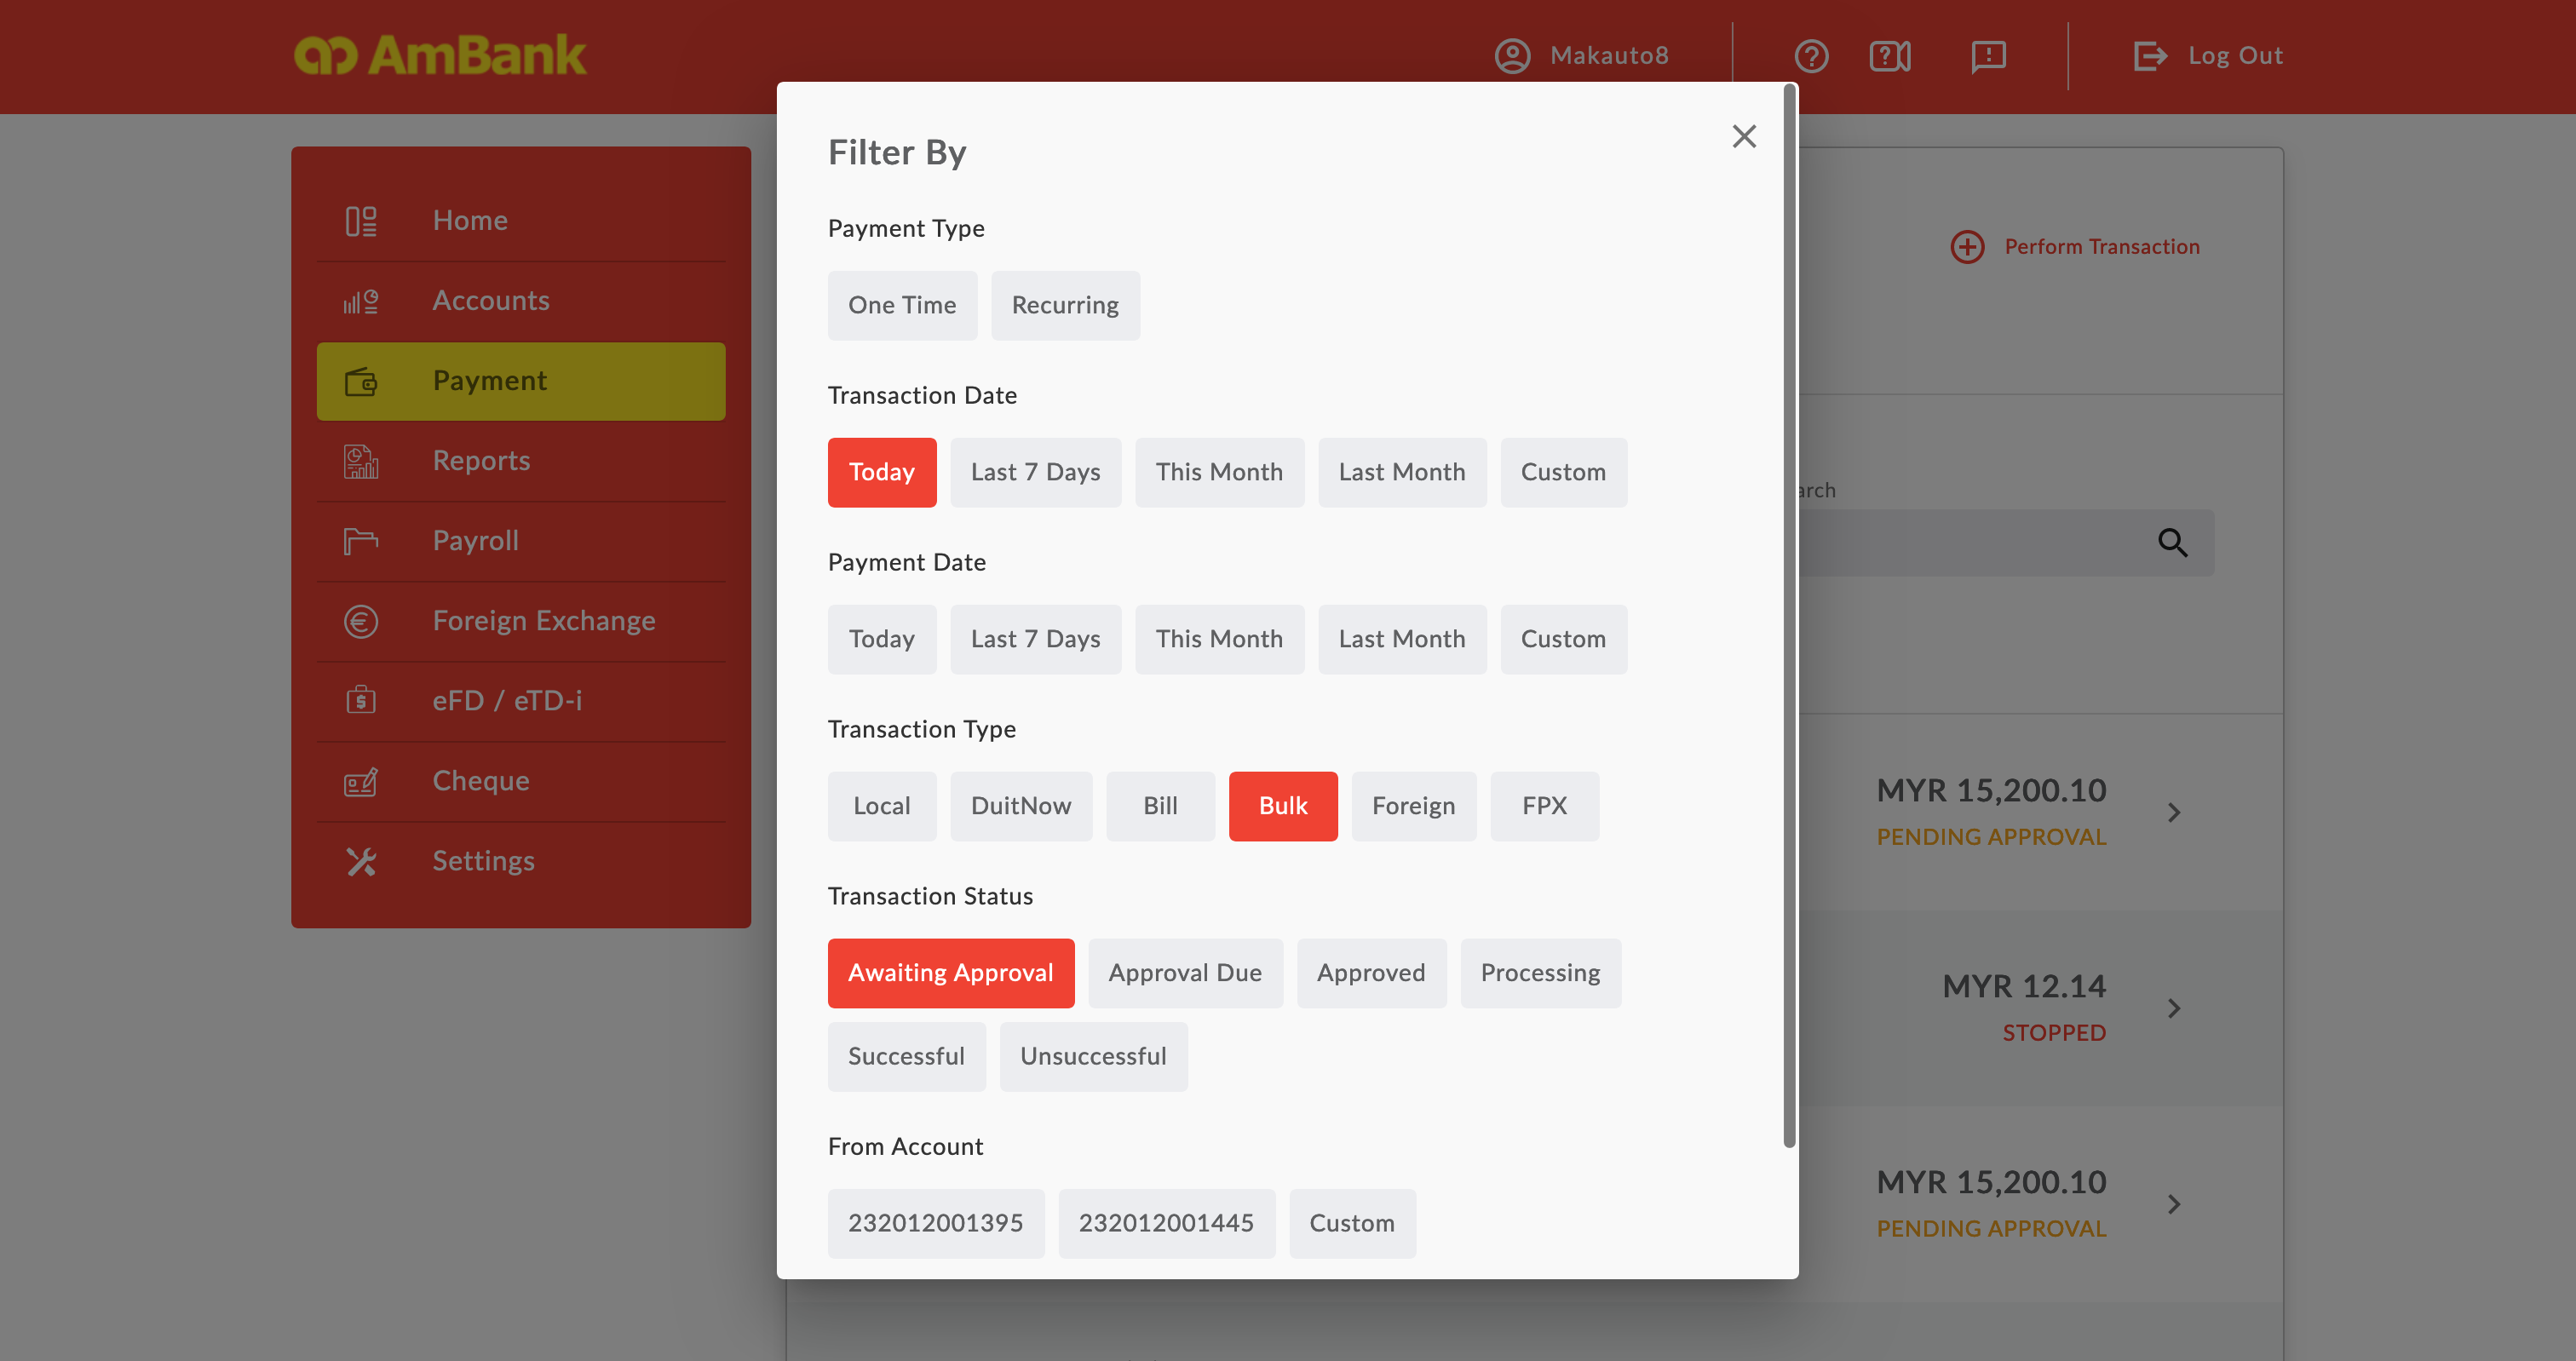 AmBank
Makauto8
Log Out
Home
Accounts
Payment
Reports
Payroll
Foreign Exchange
eFD / eTD-i
Cheque
Settings
Filter By
Payment Type
One Time Recurring
Transaction Date
Today Last 7 Days This Month Last Month Custom
Payment Date
Today Last 7 Days This Month Last Month Custom
Transaction Type
Local DuitNow Bill Bulk Foreign FPX
Transaction Status
Awaiting Approval Approval Due Approved Processing
Successful Unsuccessful
From Account
232012001395 232012001445 Custom
Perform Transaction
arch
MYR 15,200.10
PENDING APPROVAL
MYR 12.14
STOPPED
MYR 15,200.10
PENDING APPROVAL